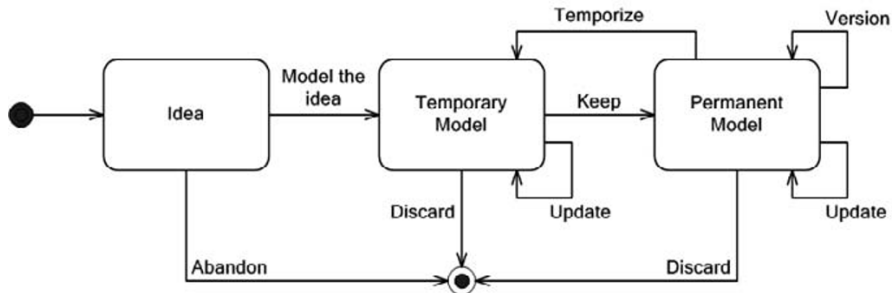 Temporize
Version
Model the
idea
Idea
Temporary
Model
Keep
Permanent
Model
Discard
Update
Update
Abandon
Discard